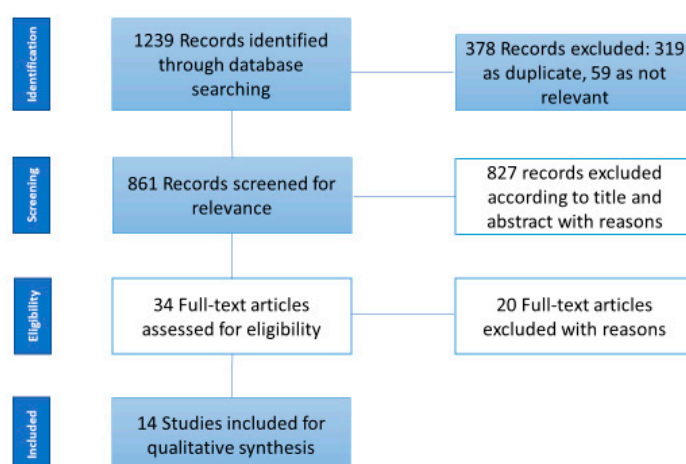 Identification
1239 Records identified
through database
searching
378 Records excluded: 319
as duplicate, 59 as not
relevant
Screening
861 Records screened for
relevance
827 records excluded
according to title and
abstract with reasons
Eligibility
34 Full-text articles
assessed for eligibility
20 Full-text articles
excluded with reasons
Included
14 Studies included for
qualitative synthesis